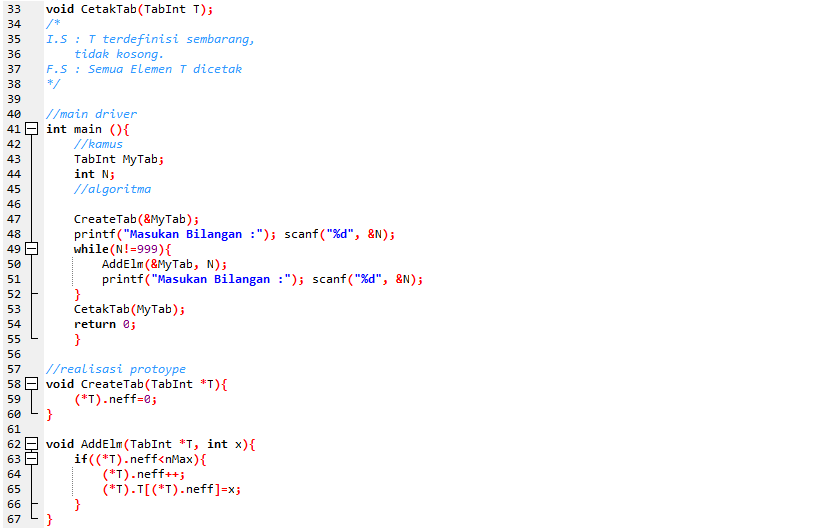 33 void CetakTab(TabInt T);
34 /*
35 I.S : T terdefinisi sembarang,
36     tidak kosong.
37 F.S : Semua Elemen T dicetak
38 */
39
40 //main driver
41 int main (){
42     //kamus
43     TabInt MyTab;
44     int N;
45     //algoritma
46
47     CreateTab(&MyTab);
48     printf("Masukan Bilangan :"); scanf("%d", &N);
49     while(N!=999){
50         AddElm(&MyTab, N);
51         printf("Masukan Bilangan :"); scanf("%d", &N);
52     }
53     CetakTab(MyTab);
54     return 0;
55     }
56
57 //realisasi protoype
58 void CreateTab(TabInt *T){
59     (*T).neff=0;
60 }
61
62 void AddElm(TabInt *T, int x){
63     if((*T).neff<nMax){
64         (*T).neff++;
65         (*T).T[(*T).neff]=x;
66     }
67 }